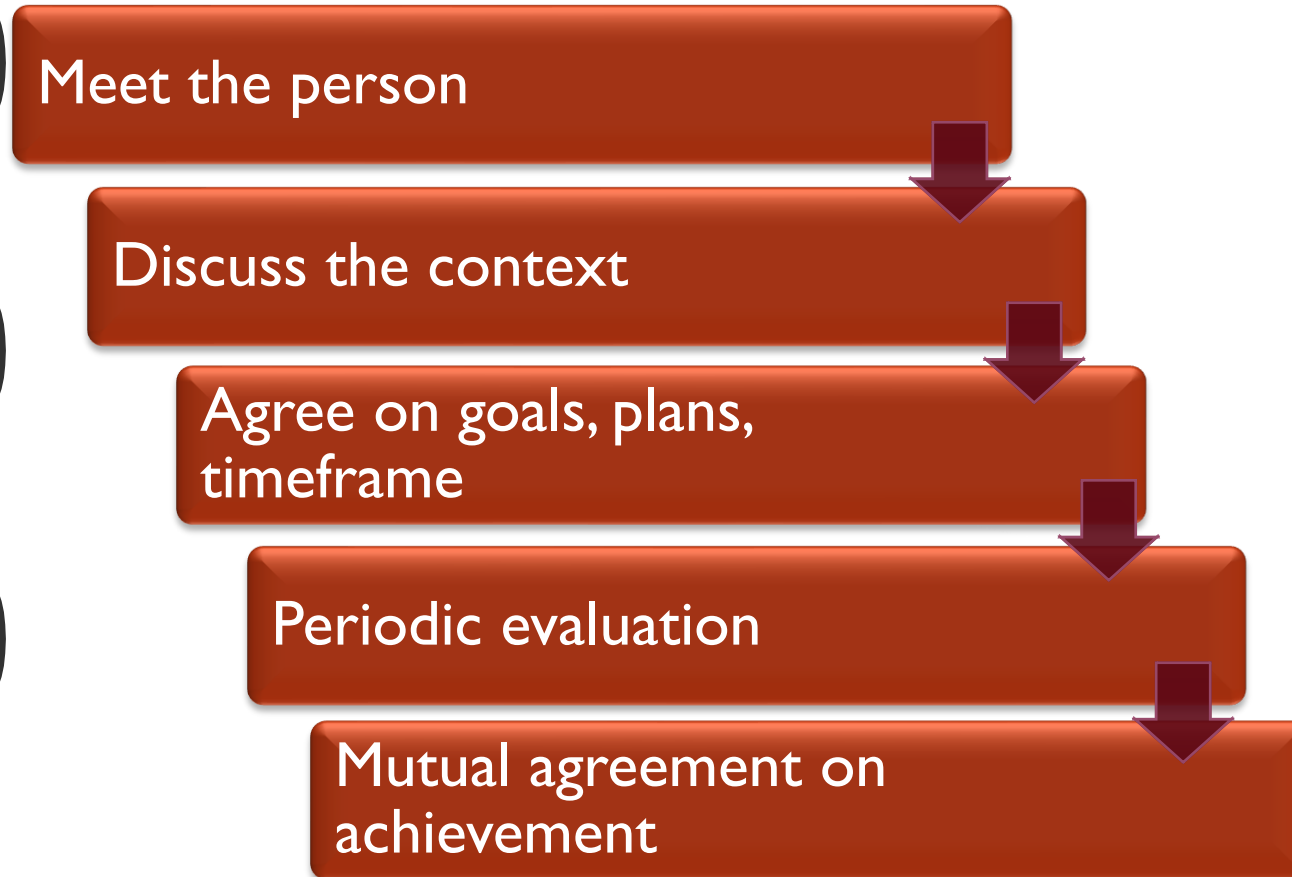 Meet the person
Discuss the context
Agree on goals, plans,
timeframe
Periodic evaluation
Mutual agreement on
achievement